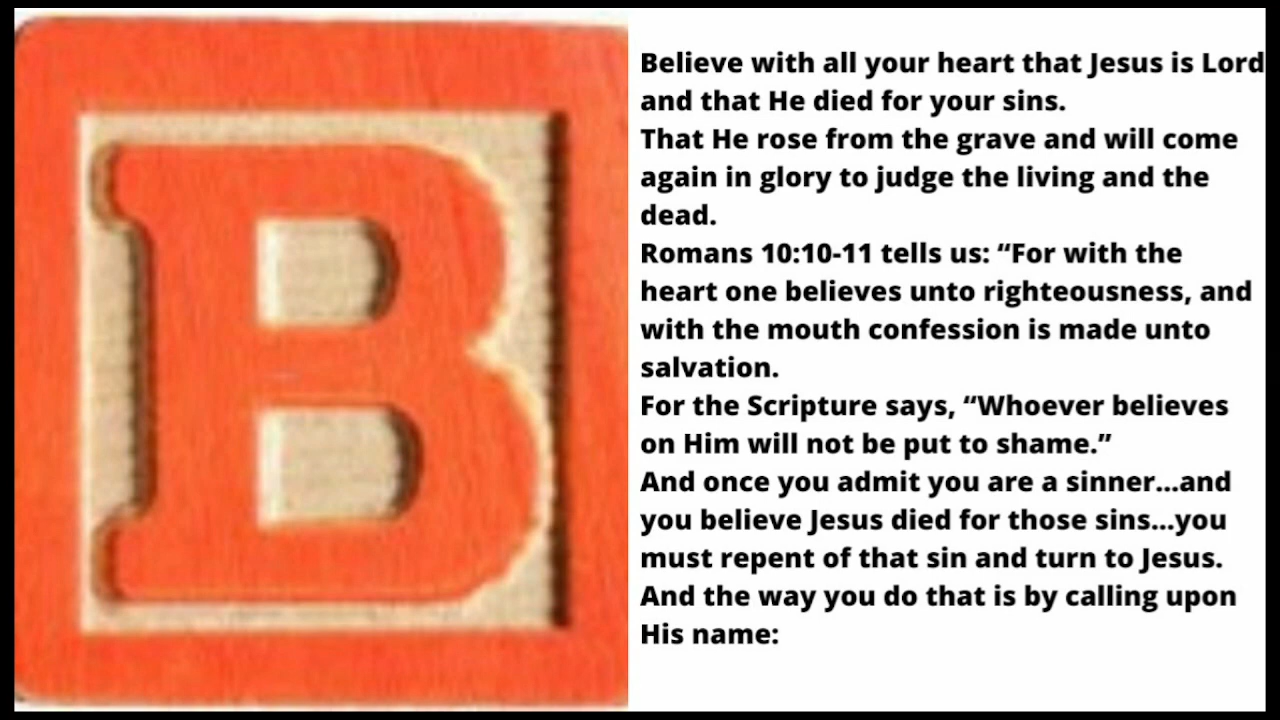 B
Believe with all your heart that Jesus is Lord
and that He died for your sins.
That He rose from the grave and will come
again in glory to judge the living and the
dead.
Romans 10:10-11 tells us: “For with the
heart one believes unto righteousness, and
with the mouth confession is made unto
salvation.
For the Scripture says, “Whoever believes
on Him will not be put to shame.”
And once you admit you are a sinner...and
you believe Jesus died for those sins...you
must repent of that sin and turn to Jesus.
And the way you do that is by calling upon
His name: